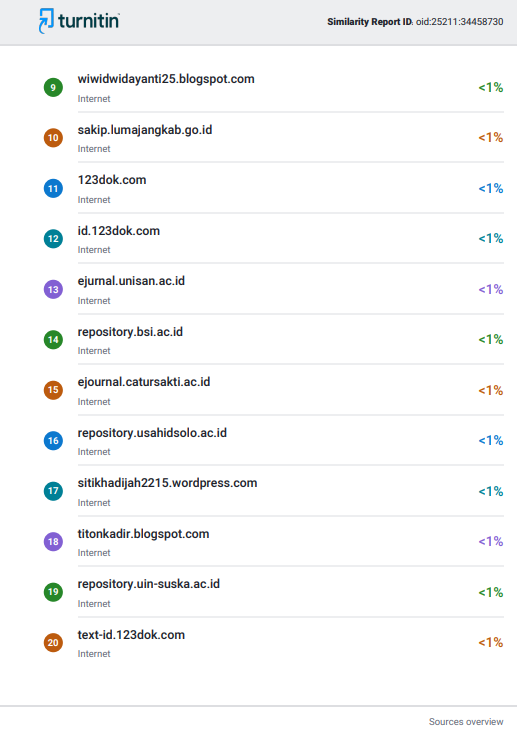 turnitin
Similarity Report ID: oid:25211:34458730
9 wiwidwidayanti25.blogspot.com <1%
Internet
10 sakip.lumajangkab.go.id <1%
Internet
11 123dok.com <1%
Internet
12 id.123dok.com <1%
Internet
13 ejurnal.unisan.ac.id <1%
Internet
14 repository.bsi.ac.id <1%
Internet
15 ejournal.catursakti.ac.id <1%
Internet
16 repository.usahidsolo.ac.id <1%
Internet
17 sitikhadijah2215.wordpress.com <1%
Internet
18 titonkadir.blogspot.com <1%
Internet
19 repository.uin-suska.ac.id <1%
Internet
20 text-id.123dok.com <1%
Internet
Sources overview